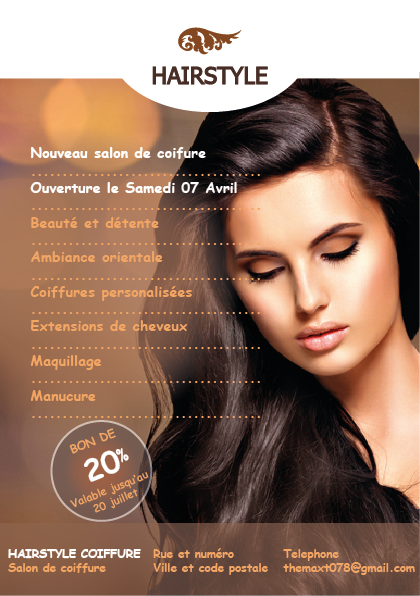 HAIRSTYLE
Nouveau salon de coifure
Ouverture le Samedi 07 Avril
Beauté et détente
Ambiance orientale
Coiffures personalisées
Extensions de cheveux
Maquillage
Manucure
BON DE
20%
Valable jusqu'au
20 juillet
HAIRSTYLE COIFFURE
Salon de coiffure
Rue et numéro
Ville et code postale
Telephone
themaxt078@gmail.com